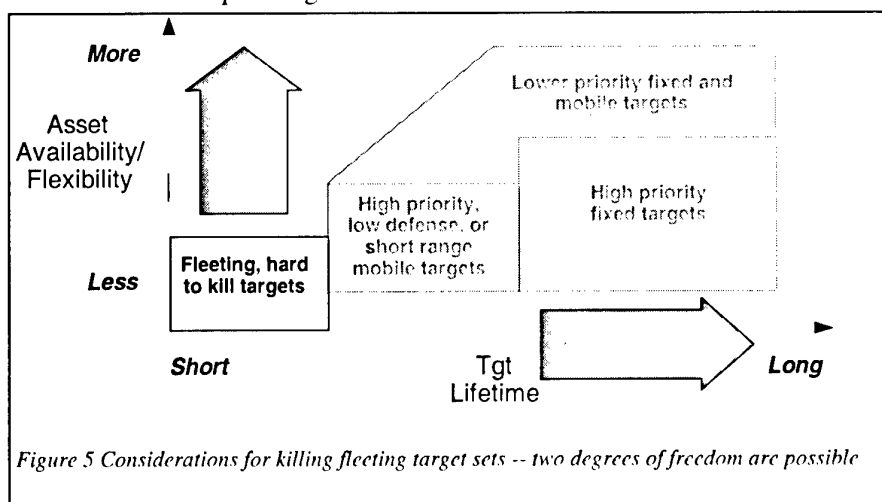 More
Asset
Availability/
Flexibility
Less
Lower priority fixed and
mobile targets
High priority,
low defense, or
short range
mobile targets
High priority
fixed targets
Fleeting, hard
to kill targets
Short
Tgt
Lifetime
Long
Figure 5 Considerations for killing fleeting target sets -- two degrees of freedom are possible